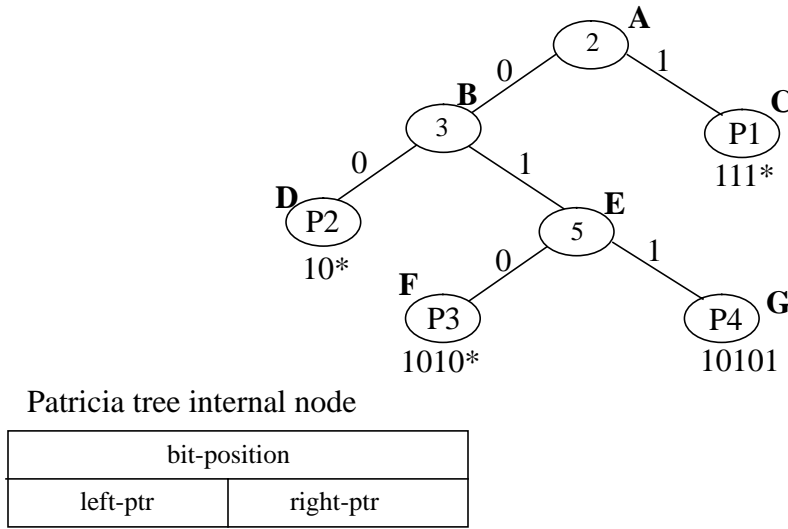 A
2
0
1
B
C
3
P1
111*
0
1
D
E
P2
5
10*
0
1
F
G
P3
P4
1010*
10101
Patricia tree internal node
bit-position
left-ptr
right-ptr